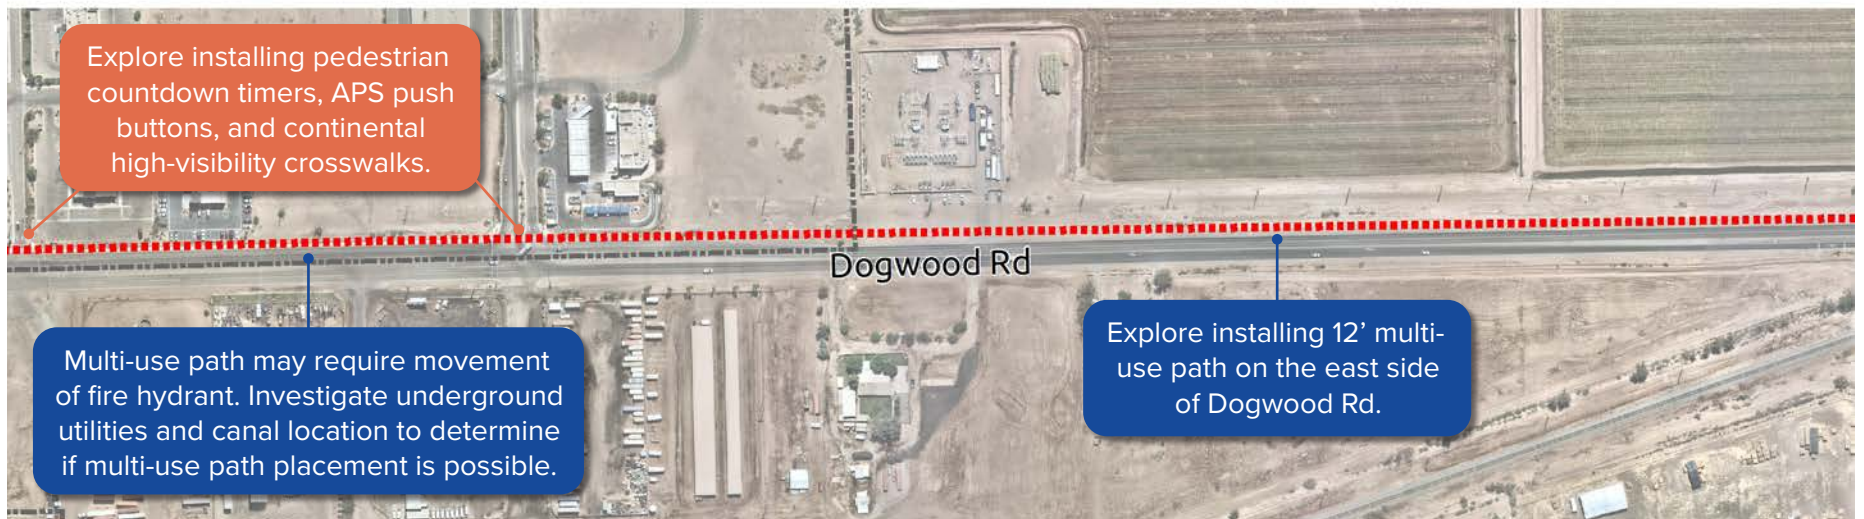 Explore installing pedestrian
countdown timers, APS push
buttons, and continental
high-visibility crosswalks.
Dogwood Rd
Multi-use path may require movement
of fire hydrant. Investigate underground
utilities and canal location to determine
if multi-use path placement is possible.
Explore installing 12’ multi-
use path on the east side
of Dogwood Rd.